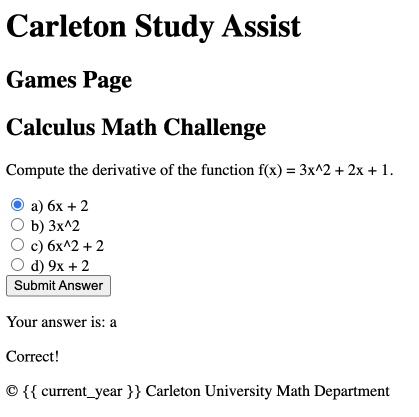 Carleton Study Assist
Games Page
Calculus Math Challenge
Compute the derivative of the function f(x) = 3x^2 + 2x + 1.
a) 6x + 2
b) 3x^2
c) 6x^2 + 2
d) 9x + 2
Submit Answer
Your answer is: a
Correct!
© {{ current_year }} Carleton University Math Department